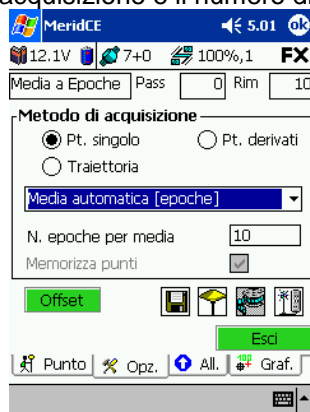 acquisizione e il numero di
MeridCE 5.01 ok
12.1V 7+0 100%,1 FX
Media a Epoche Pass 0 Rim 10
Metodo di acquisizione
Pt. singolo Pt. derivati
Traiettoria
Media automatica [epoche]
N. epoche per media 10
Memorizza punti
Offset
Esci
Punto Opz. All. Graf.